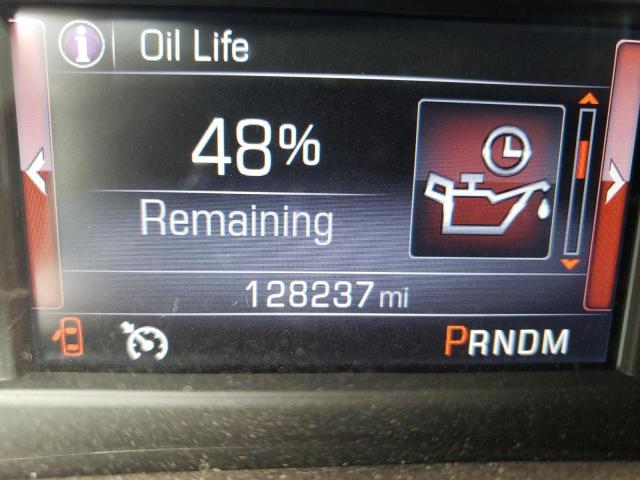 Oil Life
48%
Remaining
128237 mi
PRNDM